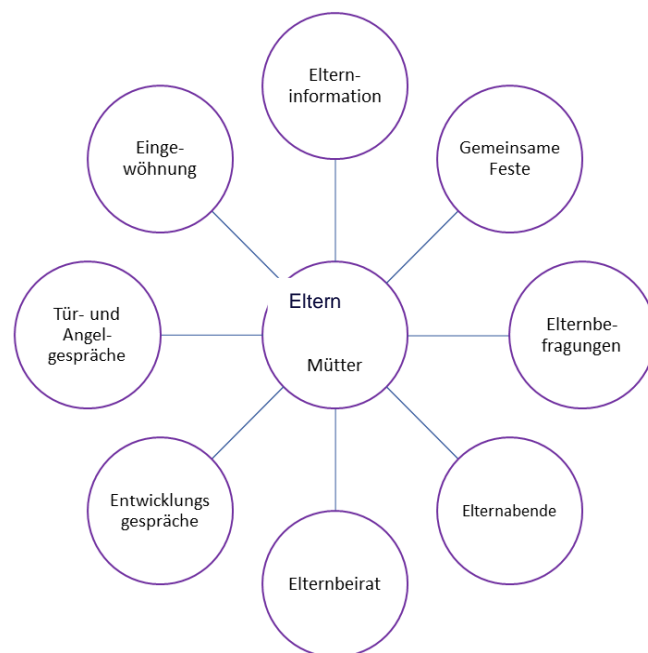 Eltern-
information
Gemeinsame
Feste
Elternbe-
fragungen
Elternabende
Elternbeirat
Entwicklungs
gespräche
Tür- und
Angel-
gespräche
Einge-
wöhnung
Eltern
Mütter